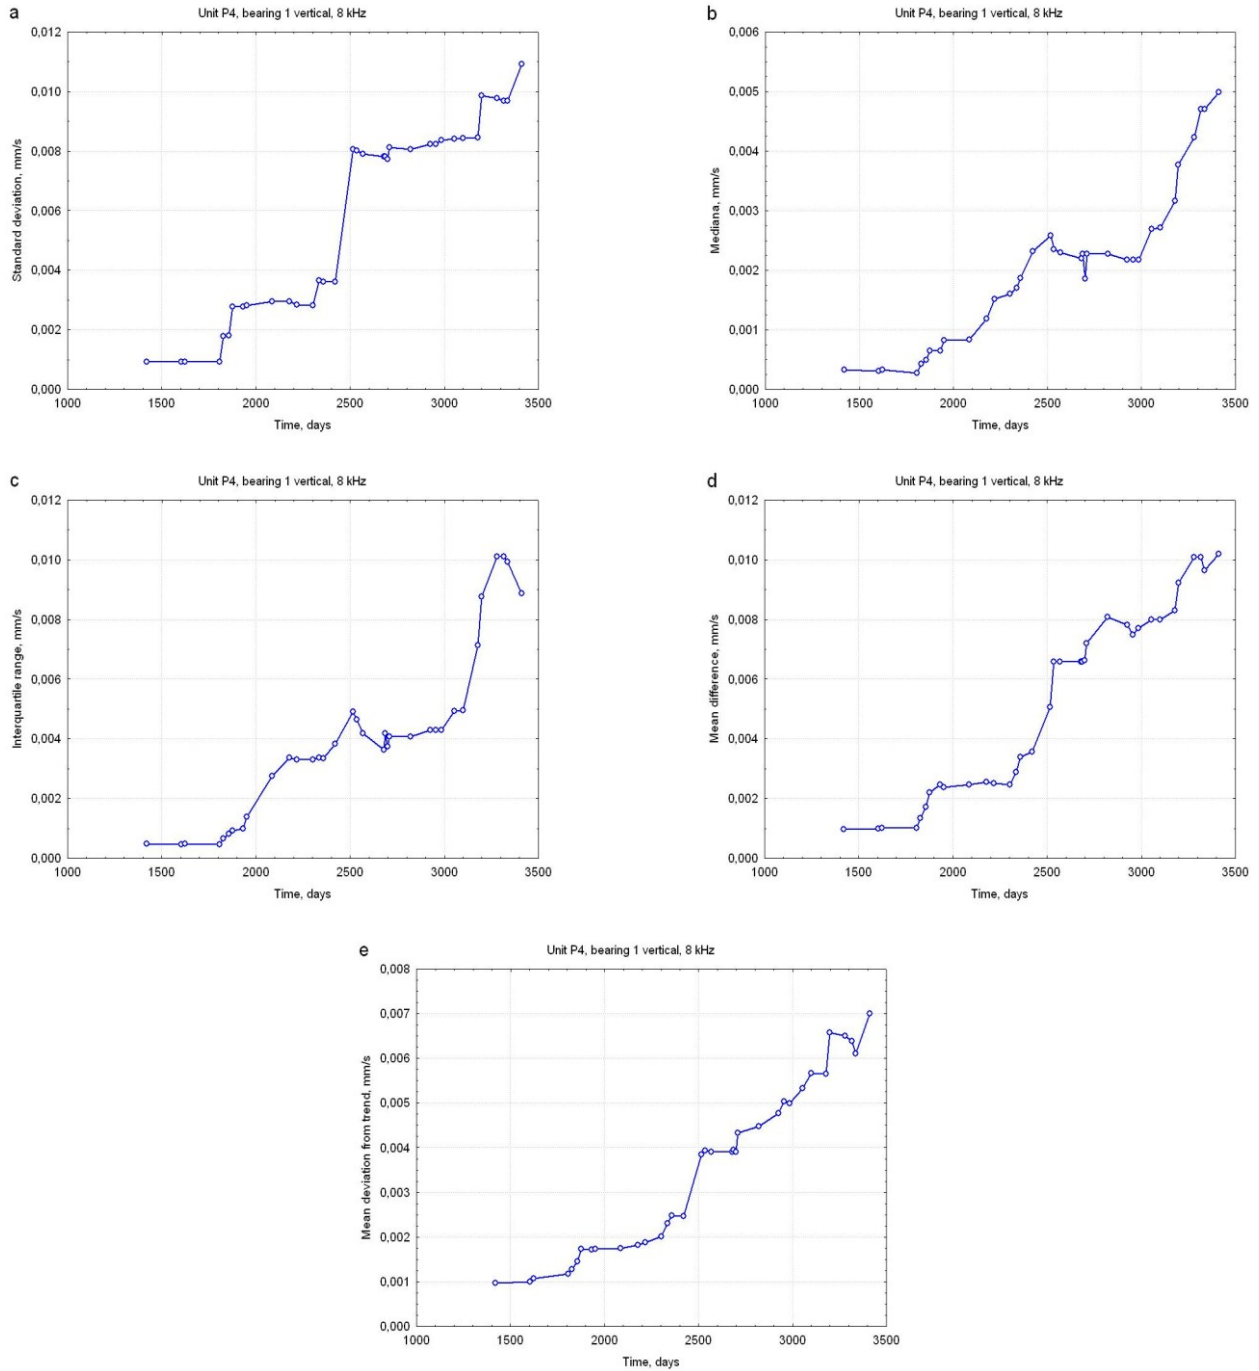 a
Unit P4, bearing 1 vertical, 8 kHz
Standard deviation, mm/s
0,012
0,010
0,008
0,006
0,004
0,002
0,000
1000 1500 2000 2500 3000 3500
Time, days
b
Unit P4, bearing 1 vertical, 8 kHz
Mediana, mm/s
0,006
0,005
0,004
0,003
0,002
0,001
0,000
1000 1500 2000 2500 3000 3500
Time, days
c
Unit P4, bearing 1 vertical, 8 kHz
Interquartile range, mm/s
0,012
0,010
0,008
0,006
0,004
0,002
0,000
1000 1500 2000 2500 3000 3500
Time, days
d
Unit P4, bearing 1 vertical, 8 kHz
Mean difference, mm/s
0,012
0,010
0,008
0,006
0,004
0,002
0,000
1000 1500 2000 2500 3000 3500
Time, days
e
Unit P4, bearing 1 vertical, 8 kHz
Mean deviation from trend, mm/s
0,008
0,007
0,006
0,005
0,004
0,003
0,002
0,001
0,000
1000 1500 2000 2500 3000 3500
Time, days